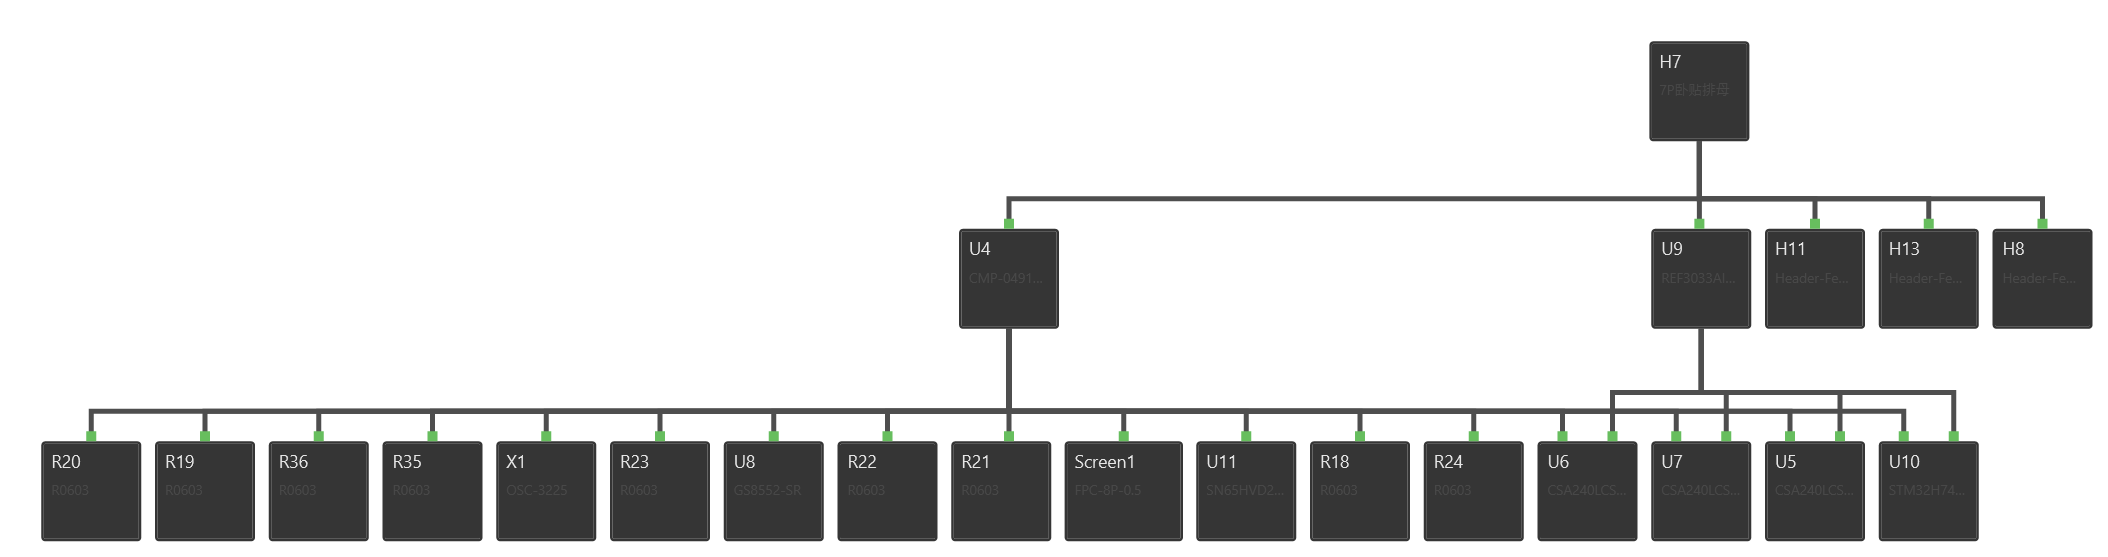 H7
7P卧贴排母
U4
CMP-0491...
U9
REF3033AI...
H11
Header-Fe...
H13
Header-Fe...
H8
Header-Fe...
R20
R0603
R19
R0603
R36
R0603
R35
R0603
X1
OSC-3225
R23
R0603
U8
GS8552-SR
R22
R0603
R21
R0603
Screen1
FPC-8P-0.5
U11
SN65HVD2...
R18
R0603
R24
R0603
U6
CSA240LCS...
U7
CSA240LCS...
U5
CSA240LCS...
U10
STM32H74...